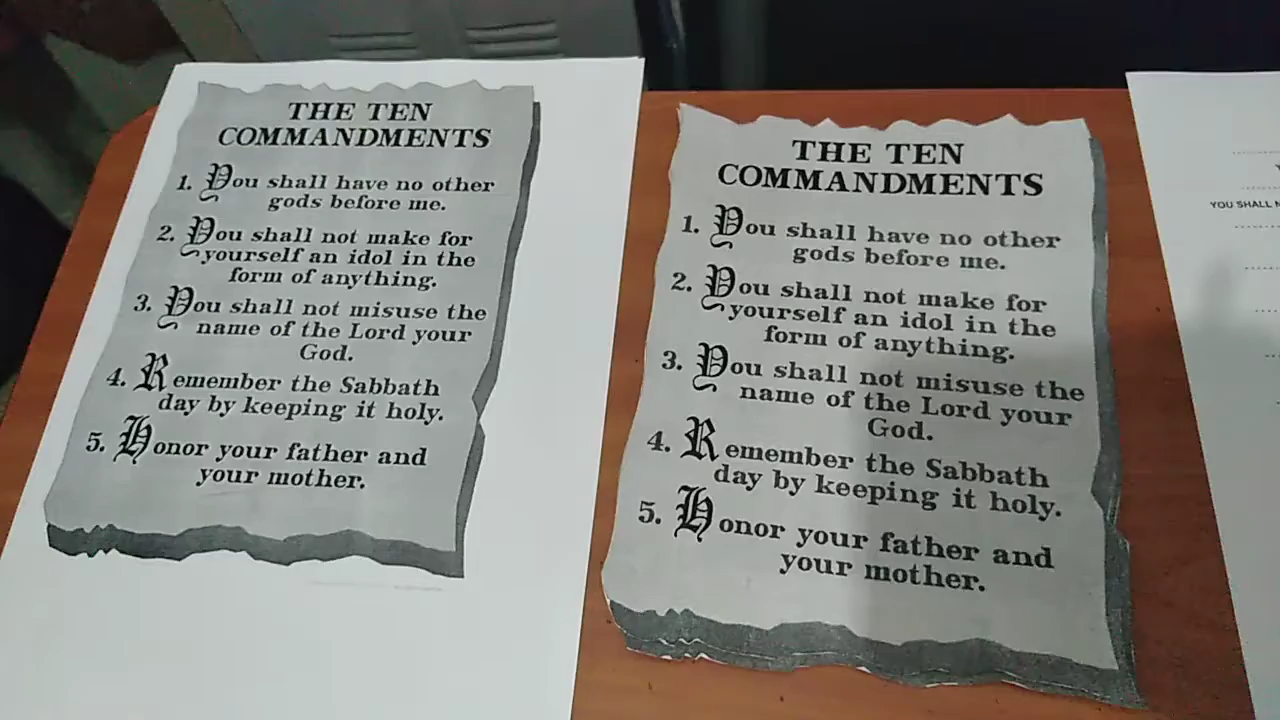 THE TEN
COMMANDMENTS
1. You shall have no other
gods before me.
2. You shall not make for
yourself an idol in the
form of anything.
3. You shall not misuse the
name of the Lord your
God.
4. Remember the Sabbath
day by keeping it holy.
5. Honor your father and
your mother.
THE TEN
COMMANDMENTS
1. You shall have no other
gods before me.
2. You shall not make for
yourself an idol in the
form of anything.
3. You shall not misuse the
name of the Lord your
God.
4. Remember the Sabbath
day by keeping it holy.
5. Honor your father and
your mother.
YOU SHALL